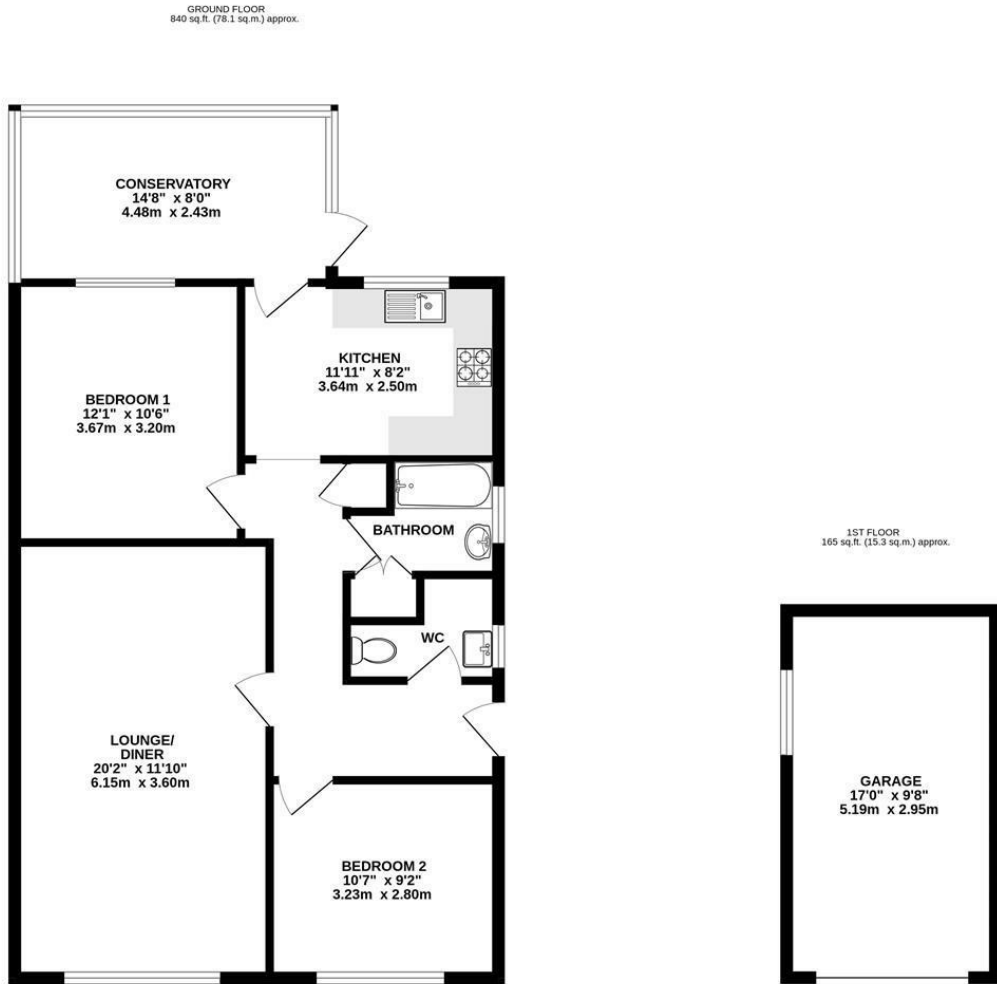 GROUND FLOOR
840 sq.ft. (78.1 sq.m.) approx.
CONSERVATORY
14'8" x 8'0"
4.48m x 2.43m
KITCHEN
11'11" x 8'2"
3.64m x 2.50m
BEDROOM 1
12'1" x 10'6"
3.67m x 3.20m
BATHROOM
WC
LOUNGE/
DINER
20'2" x 11'10"
6.15m x 3.60m
BEDROOM 2
10'7" x 9'2"
3.23m x 2.80m
1ST FLOOR
165 sq.ft. (15.3 sq.m.) approx.
GARAGE
17'0" x 9'8"
5.19m x 2.95m